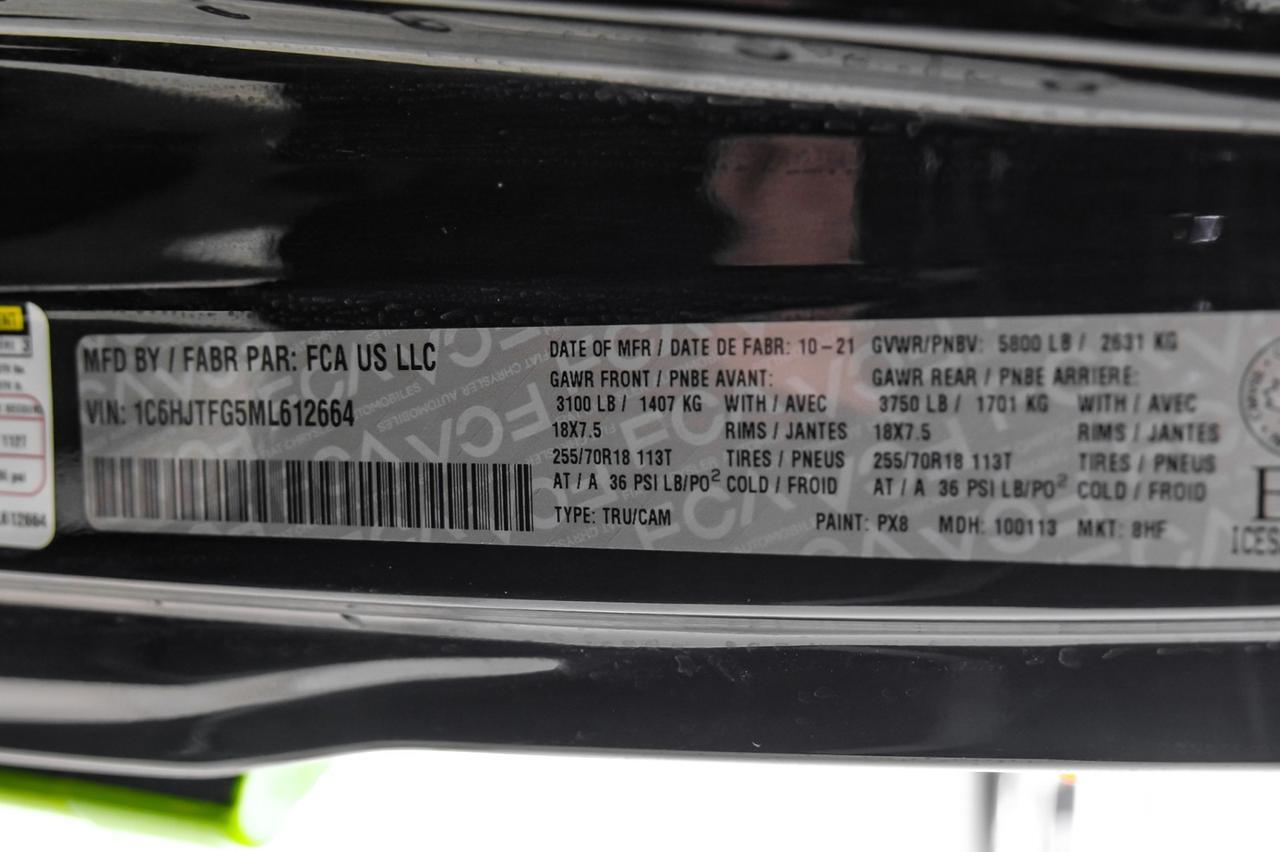 MFD BY / FABR PAR: FCA US LLC
VIN: 1C6HJTFG5ML612664
DATE OF MFR / DATE DE FABR: 10-21 GVWR/PNBV: 5800 LB / 2631 KG
GAWR FRONT / PNBE AVANT: GAWR REAR / PNBE ARRIERE:
3100 LB / 1407 KG WITH / AVEC 3750 LB / 1701 KG WITH / AVEC
18X7.5 RIMS / JANTES 18X7.5 RIMS / JANTES
255/70R18 113T TIRES / PNEUS 255/70R18 113T TIRES / PNEUS
AT / A 36 PSI LB/PO² COLD / FROID AT / A 36 PSI LB/PO² COLD / FROID
TYPE: TRU/CAM PAINT: PX8 MDH: 100113 MKT: 8HF
112T
psi
L612664
ICES